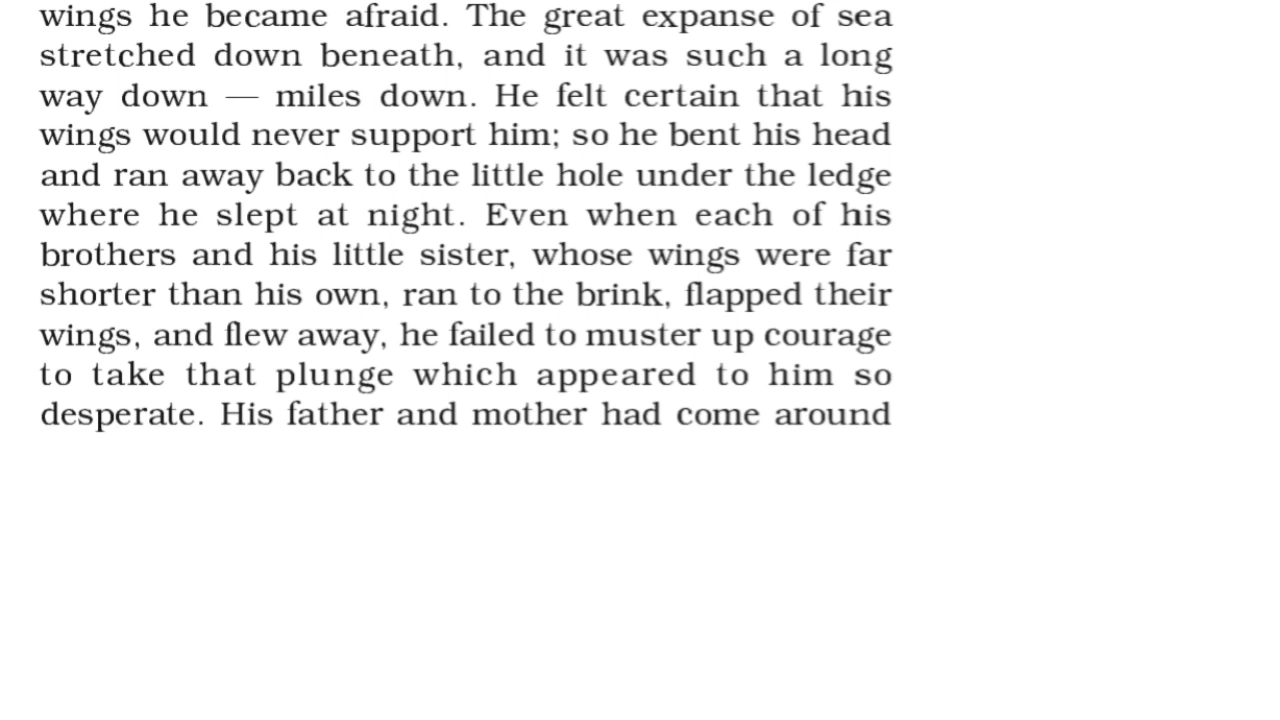 wings he became afraid. The great expanse of sea
stretched down beneath, and it was such a long
way down — miles down. He felt certain that his
wings would never support him; so he bent his head
and ran away back to the little hole under the ledge
where he slept at night. Even when each of his
brothers and his little sister, whose wings were far
shorter than his own, ran to the brink, flapped their
wings, and flew away, he failed to muster up courage
to take that plunge which appeared to him so
desperate. His father and mother had come around